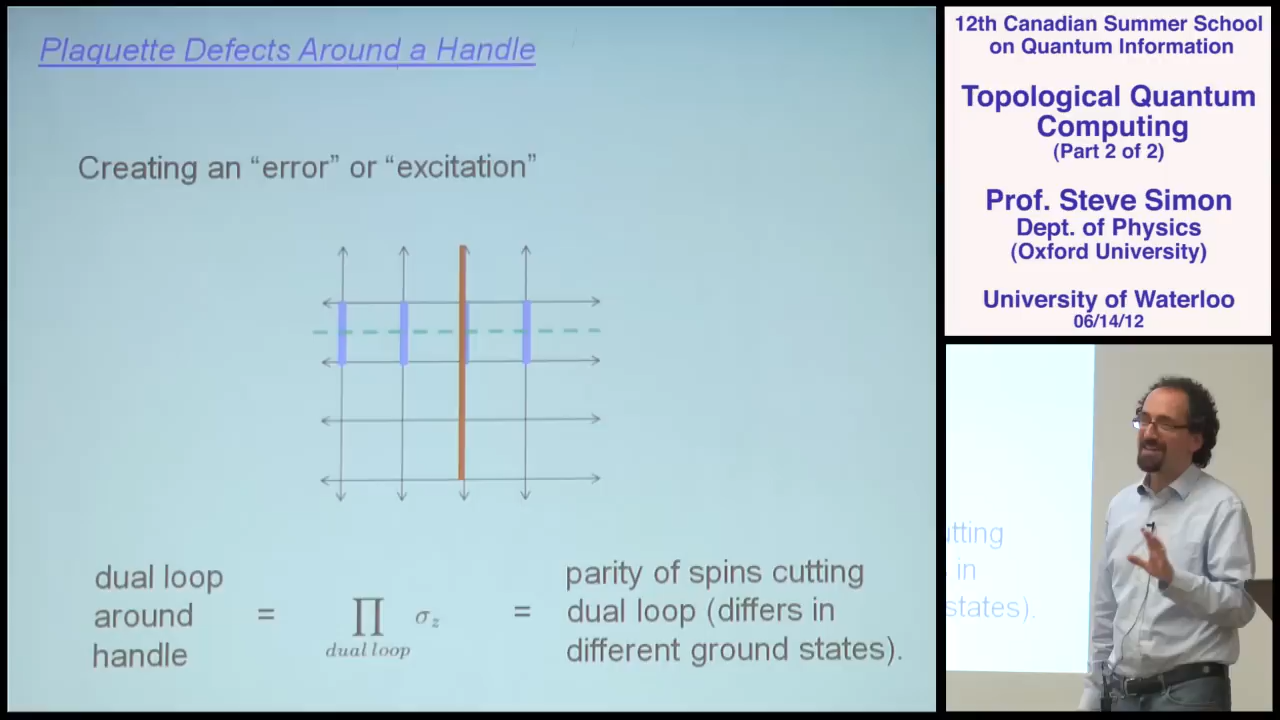 Plaquette Defects Around a Handle
Creating an “error” or “excitation”
dual loop
around
handle
=
∏ σz
dual loop
=
parity of spins cutting
dual loop (differs in
different ground states).
12th Canadian Summer School
on Quantum Information
Topological Quantum
Computing
(Part 2 of 2)
Prof. Steve Simon
Dept. of Physics
(Oxford University)
University of Waterloo
06/14/12
utting
in
states).